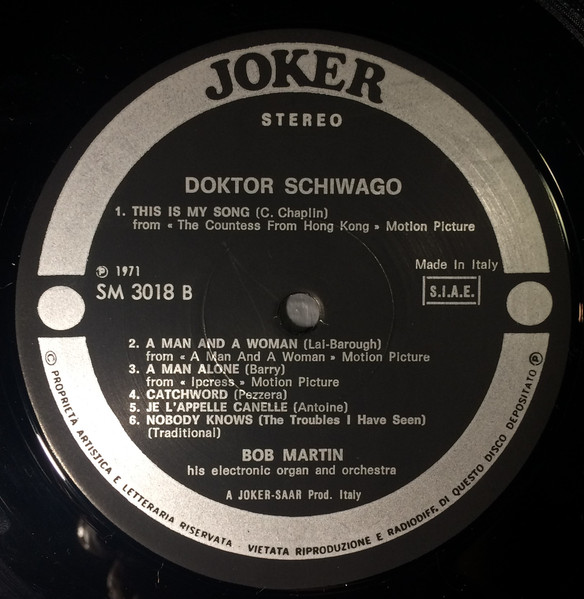 JOKER
STEREO
DOKTOR SCHIWAGO
1. THIS IS MY SONG (C. Chaplin)
from « The Countess From Hong Kong » Motion Picture
Ⓟ 1971
SM 3018 B
Made In Italy
S.I.A.E.
2. A MAN AND A WOMAN (Lai-Barough)
from « A Man And A Woman » Motion Picture
3. A MAN ALONE (Barry)
from « Ipcress » Motion Picture
4. CATCHWORD (Pezzera)
5. JE L'APPELLE CANELLE (Antoine)
6. NOBODY KNOWS (The Troubles I Have Seen)
(Traditional)
BOB MARTIN
his electronic organ and orchestra
A JOKER-SAAR Prod. Italy
© PROPRIETÀ ARTISTICA E LETTERARIA RISERVATA - VIETATA RIPRODUZIONE E RADIODIFF. DI QUESTO DISCO DEPOSITATO Ⓟ